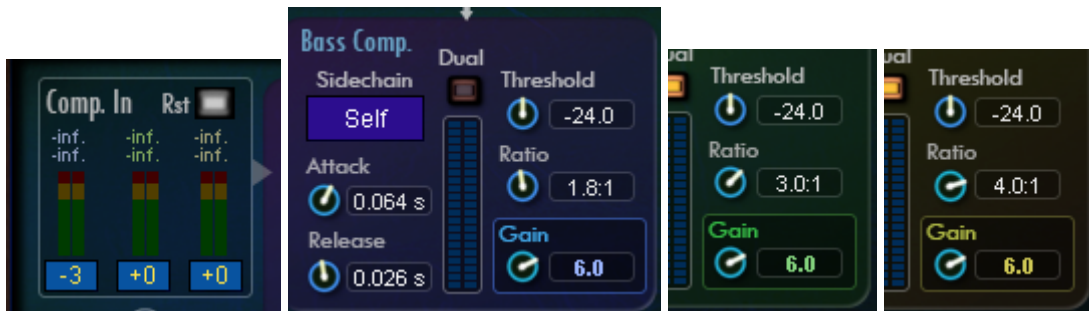 Comp. In Rst
-inf. -inf. -inf.
-inf. -inf. -inf.
-3 +0 +0
Bass Comp.
Dual
Sidechain
Self
Attack
0.064 s
Release
0.026 s
Threshold
-24.0
Ratio
1.8:1
Gain
6.0
ual
Threshold
-24.0
Ratio
3.0:1
Gain
6.0
ual
Threshold
-24.0
Ratio
4.0:1
Gain
6.0